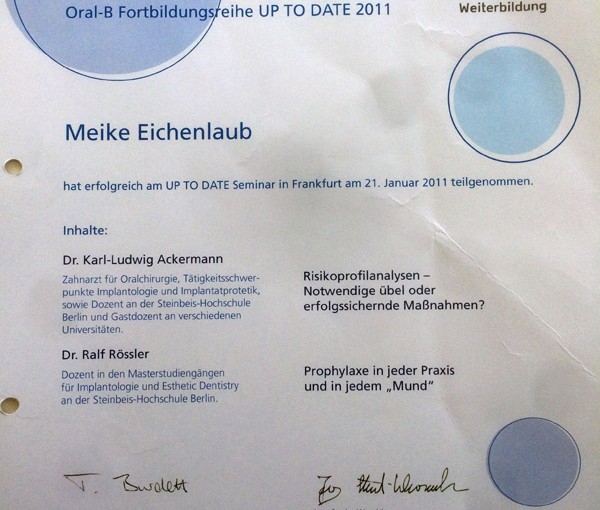 Oral-B Fortbildungsreihe UP TO DATE 2011
Weiterbildung
Meike Eichenlaub
hat erfolgreich am UP TO DATE Seminar in Frankfurt am 21. Januar 2011 teilgenommen.
Inhalte:
Dr. Karl-Ludwig Ackermann
Zahnarzt für Oralchirurgie, Tätigkeitsschwer-
punkte Implantologie und Implantatprotetik,
sowie Dozent an der Steinbeis-Hochschule
Berlin und Gastdozent an verschiedenen
Universitäten.
Risikoprofilanalysen –
Notwendige übel oder
erfolgssichernde Maßnahmen?
Dr. Ralf Rössler
Dozent in den Masterstudiengängen
für Implantologie und Esthetic Dentistry
an der Steinbeis-Hochschule Berlin.
Prophylaxe in jeder Praxis
und in jedem „Mund“
T. Burdett